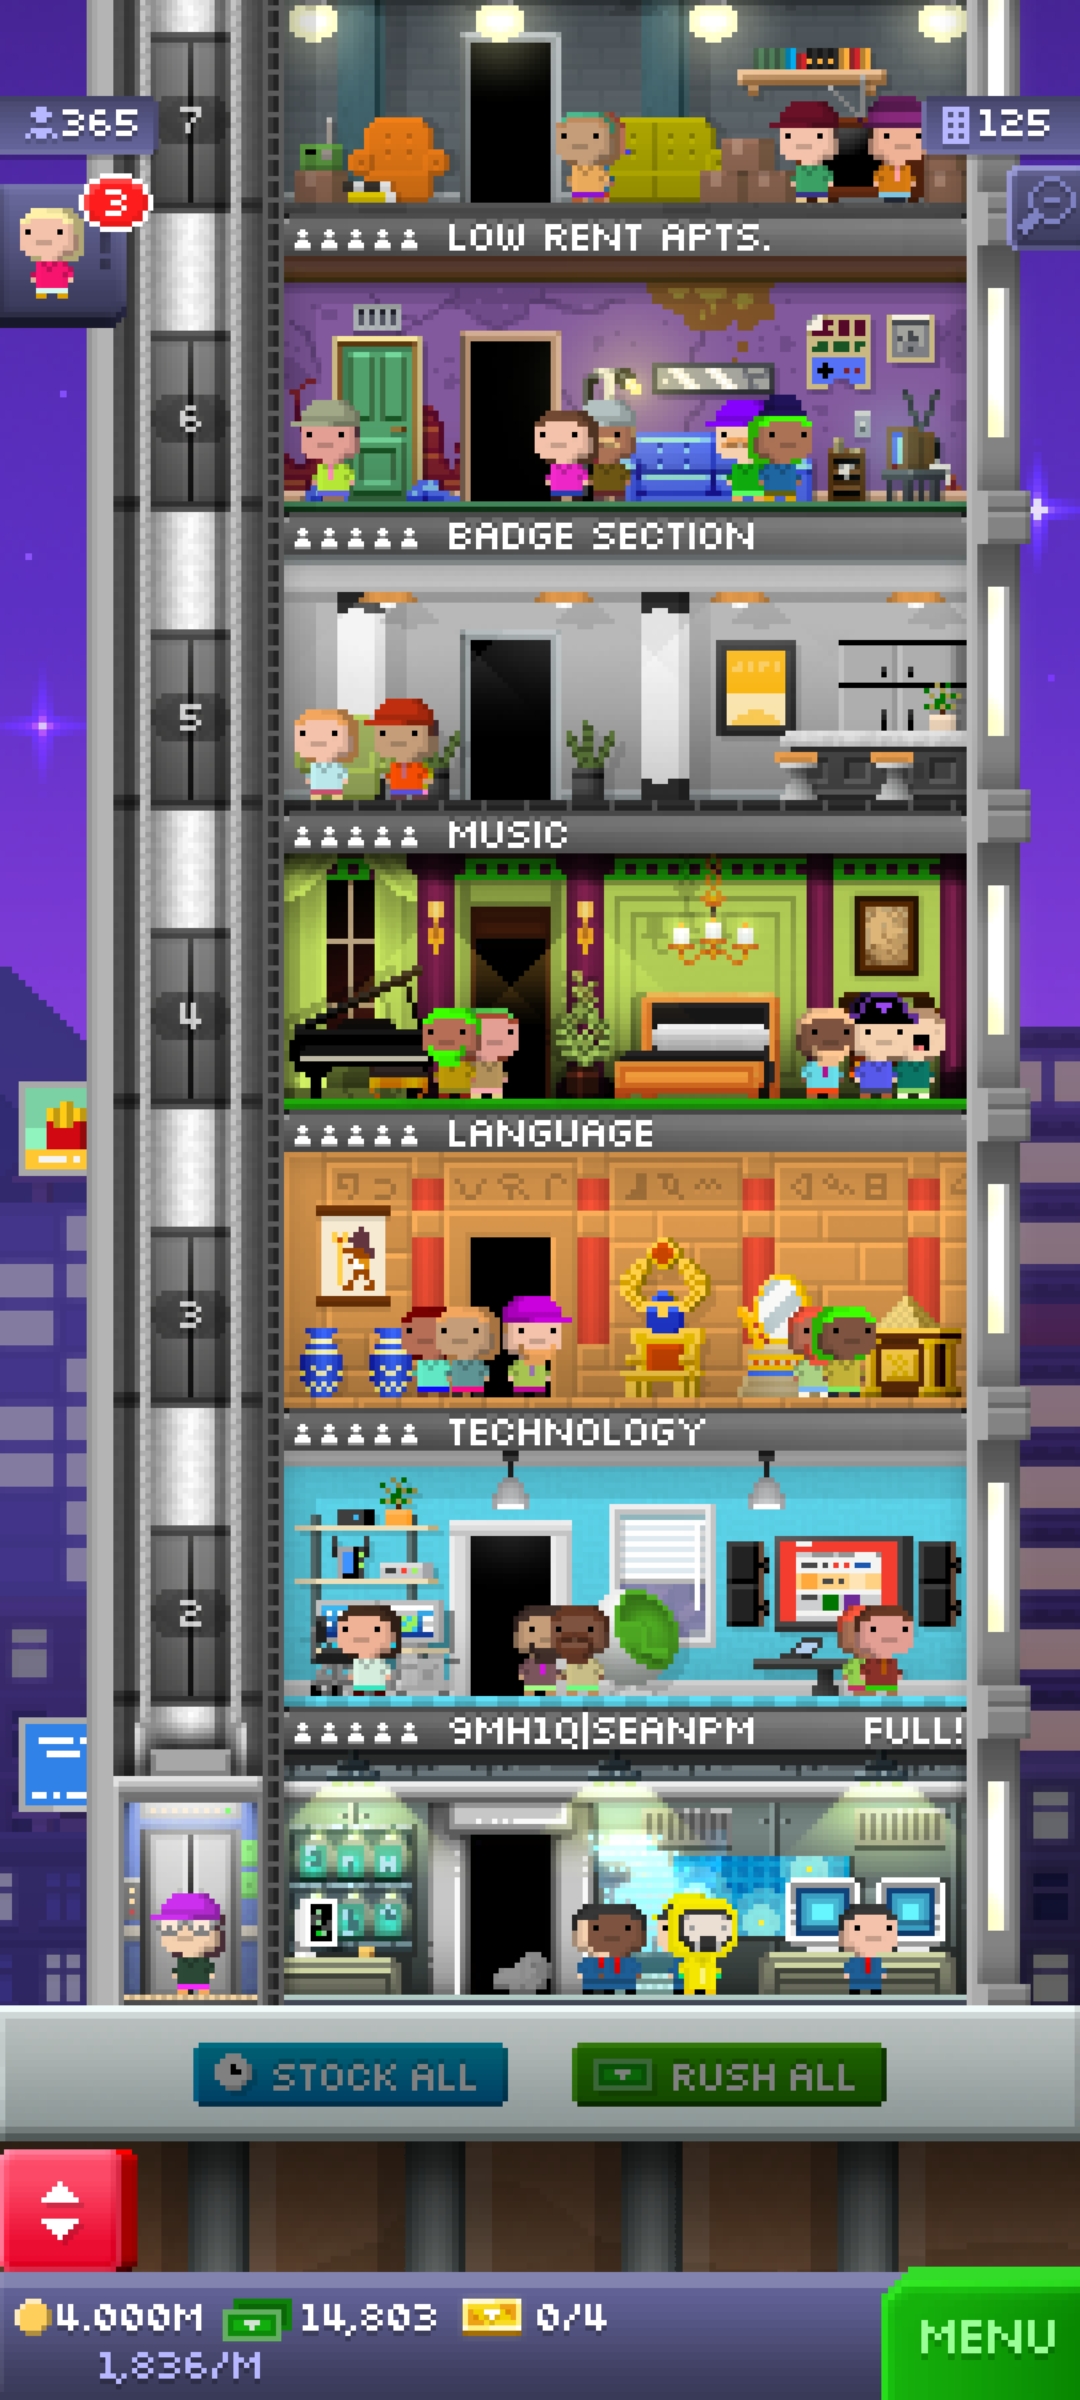 7
365
125
3
LOW RENT APTS.
6
BADGE SECTION
5
MUSIC
4
LANGUAGE
3
TECHNOLOGY
2
9MH1Q|SEANPM FULL!
STOCK ALL
RUSH ALL
4.000M 14,803 0/4
1,836/M
MENU